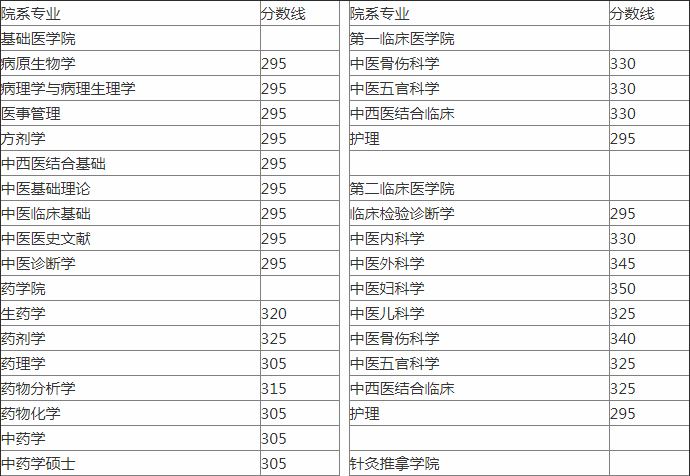 院系专业 分数线
基础医学院
病原生物学 295
病理学与病理生理学 295
医事管理 295
方剂学 295
中西医结合基础 295
中医基础理论 295
中医临床基础 295
中医医史文献 295
中医诊断学 295
药学院
生药学 320
药剂学 325
药理学 305
药物分析学 315
药物化学 305
中药学 305
中药学硕士 305
院系专业 分数线
第一临床医学院
中医骨伤科学 330
中医五官科学 330
中西医结合临床 330
护理 295
第二临床医学院
临床检验诊断学 295
中医内科学 330
中医外科学 345
中医妇科学 350
中医儿科学 325
中医骨伤科学 340
中医五官科学 325
中西医结合临床 325
护理 295
针灸推拿学院